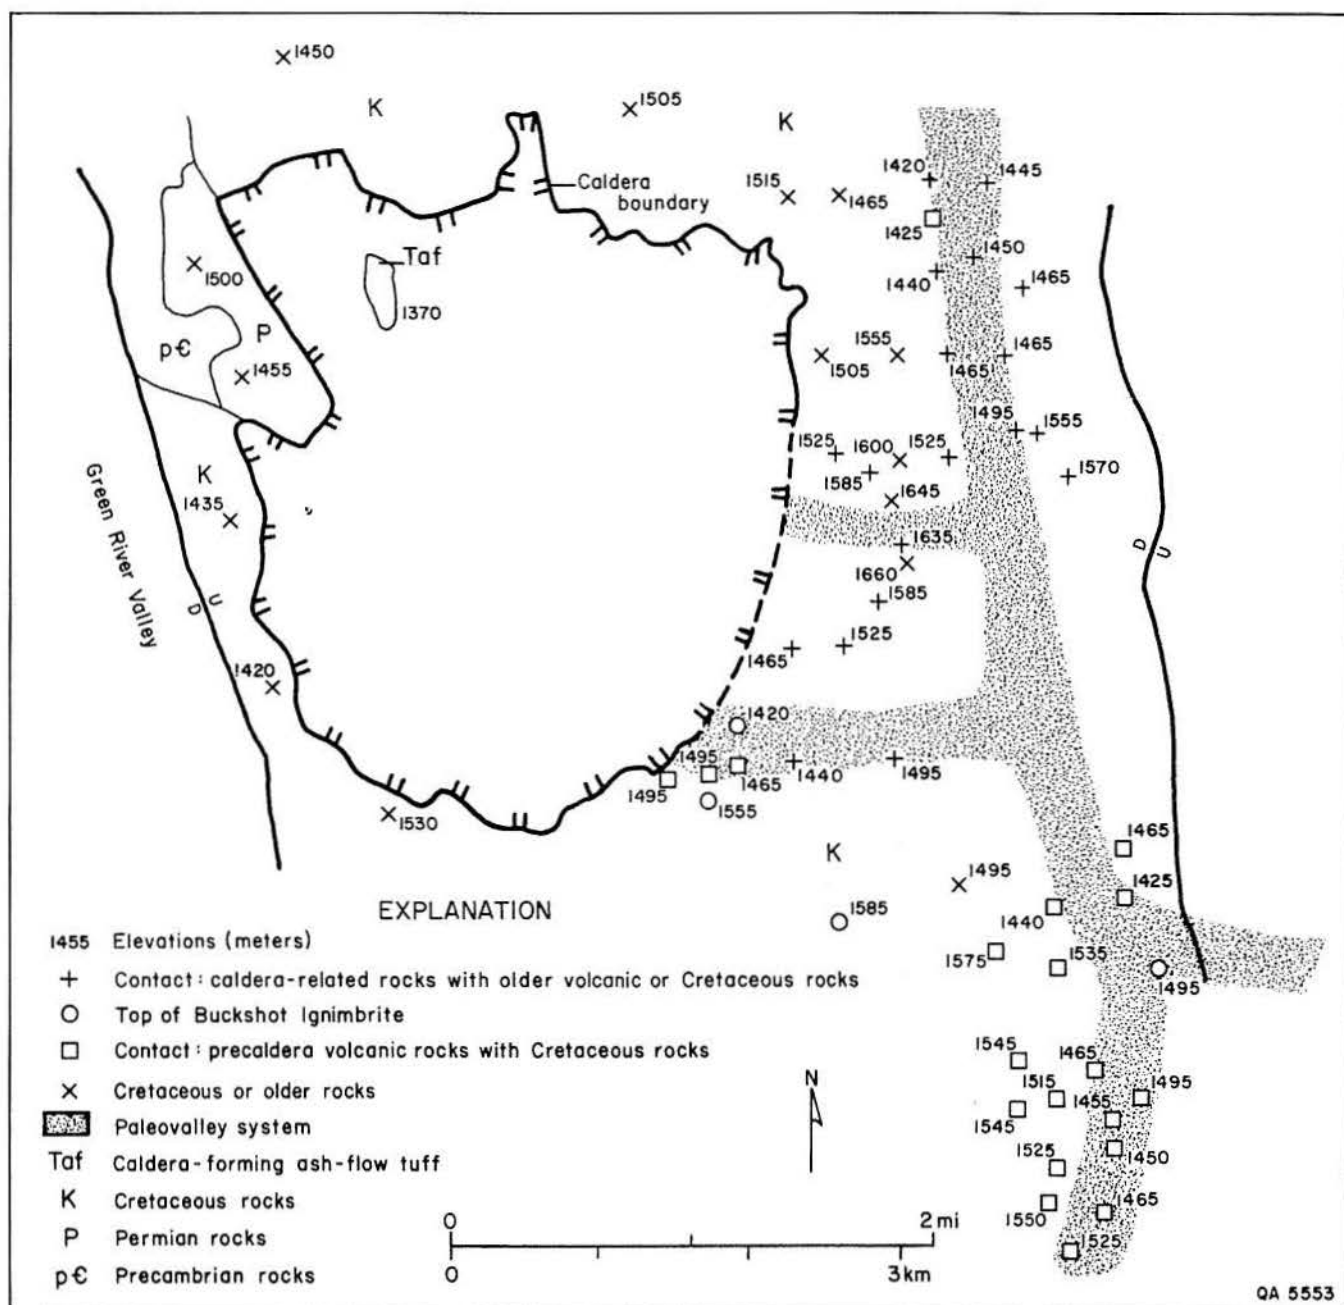 1450
K
1505
K
1420
1445
Caldera
boundary
1515
1465
1425
Taf
1450
1500
1440
1465
1370
P
p€
1555
1465
1455
1505
1465
1495
1555
1525
1600
1525
1570
K
1585
1435
1645
Green River Valley
D
U
1635
1660
1585
U
D
1525
1465
1420
1420
1495
1440
1495
1465
1495
1555
1530
1465
K
1495
1425
EXPLANATION
1585
1440
1455 Elevations (meters)
1575
1535
+ Contact: caldera-related rocks with older volcanic or Cretaceous rocks
1495
O Top of Buckshot Ignimbrite
□ Contact: precaldera volcanic rocks with Cretaceous rocks
1545
1465
× Cretaceous or older rocks
N
1515
1455
1495
Paleovalley system
1545
Taf Caldera-forming ash-flow tuff
1525
1450
K Cretaceous rocks
1550
1465
P Permian rocks
0 2 mi
1525
p€ Precambrian rocks
0 3 km
QA 5553